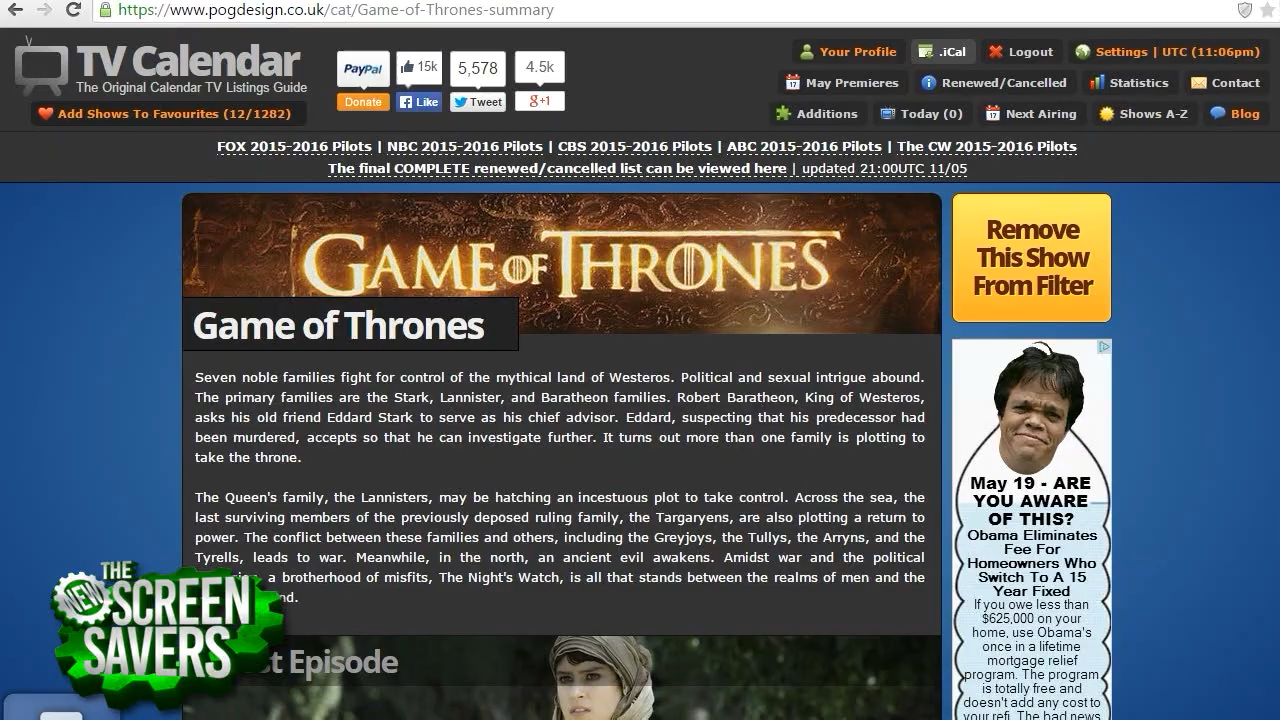 https://www.pogdesign.co.uk/cat/Game-of-Thrones-summary
TV Calendar
The Original Calendar TV Listings Guide
Add Shows To Favourites (12/1282)
PayPal
Donate
15k
Like
5,578
Tweet
4.5k
g+1
Your Profile
.iCal
Logout
Settings | UTC (11:06pm)
May Premieres
Renewed/Cancelled
Statistics
Contact
Additions
Today (0)
Next Airing
Shows A-Z
Blog
FOX 2015-2016 Pilots | NBC 2015-2016 Pilots | CBS 2015-2016 Pilots | ABC 2015-2016 Pilots | The CW 2015-2016 Pilots
The final COMPLETE renewed/cancelled list can be viewed here | updated 21:00UTC 11/05
GAME OF THRONES
Game of Thrones
Seven noble families fight for control of the mythical land of Westeros. Political and sexual intrigue abound.
The primary families are the Stark, Lannister, and Baratheon families. Robert Baratheon, King of Westeros,
asks his old friend Eddard Stark to serve as his chief advisor. Eddard, suspecting that his predecessor had
been murdered, accepts so that he can investigate further. It turns out more than one family is plotting to
take the throne.
The Queen's family, the Lannisters, may be hatching an incestuous plot to take control. Across the sea, the
last surviving members of the previously deposed ruling family, the Targaryens, are also plotting a return to
power. The conflict between these families and others, including the Greyjoys, the Tullys, the Arryns, and the
Tyrells, leads to war. Meanwhile, in the north, an ancient evil awakens. Amidst war and the political
a brotherhood of misfits, The Night's Watch, is all that stands between the realms of men and the
Episode
Remove
This Show
From Filter
May 19 - ARE
YOU AWARE
OF THIS?
Obama Eliminates
Fee For
Homeowners Who
Switch To A 15
Year Fixed
If you owe less than
$625,000 on your
home, use Obama's
once in a lifetime
mortgage relief
program. The program
is totally free and
doesn't add any cost to
your refi. The bad news
THE
NEW
SCREEN
SAVERS